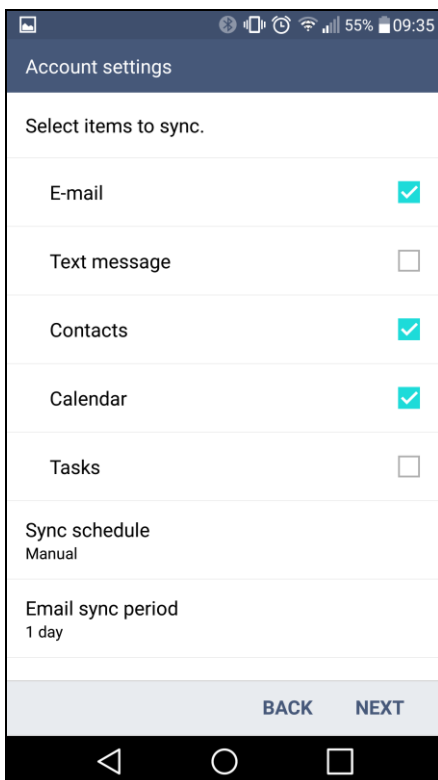 55% 09:35
Account settings
Select items to sync.
E-mail
Text message
Contacts
Calendar
Tasks
Sync schedule
Manual
Email sync period
1 day
BACK NEXT